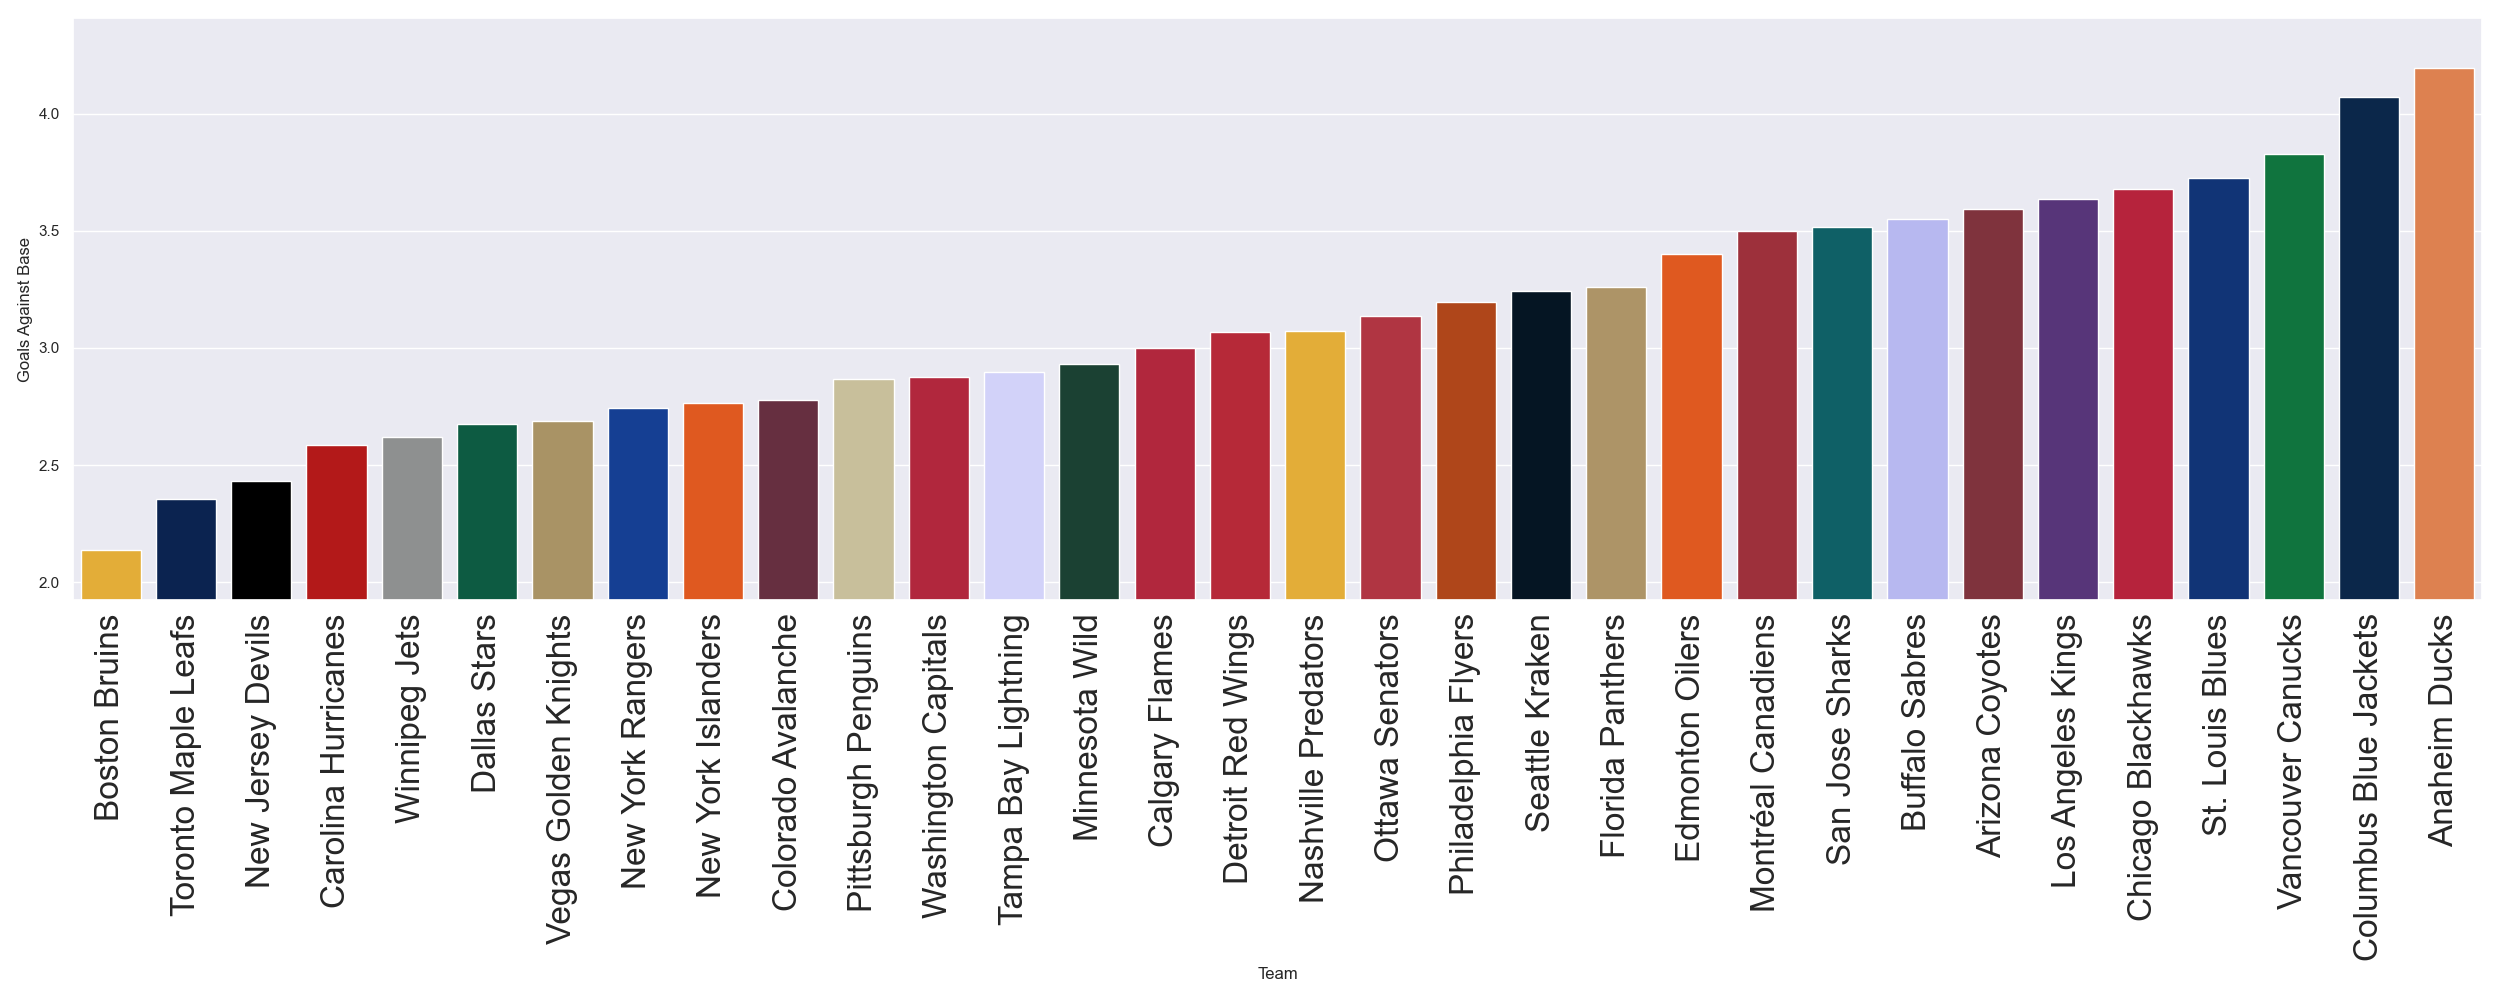 Goals Against Base
4.0
3.5
3.0
2.5
2.0
Boston Bruins
Toronto Maple Leafs
New Jersey Devils
Carolina Hurricanes
Winnipeg Jets
Dallas Stars
Vegas Golden Knights
New York Rangers
New York Islanders
Colorado Avalanche
Pittsburgh Penguins
Washington Capitals
Tampa Bay Lightning
Minnesota Wild
Calgary Flames
Detroit Red Wings
Nashville Predators
Ottawa Senators
Philadelphia Flyers
Seattle Kraken
Florida Panthers
Edmonton Oilers
Montréal Canadiens
San Jose Sharks
Buffalo Sabres
Arizona Coyotes
Los Angeles Kings
Chicago Blackhawks
St. Louis Blues
Vancouver Canucks
Columbus Blue Jackets
Anaheim Ducks
Team